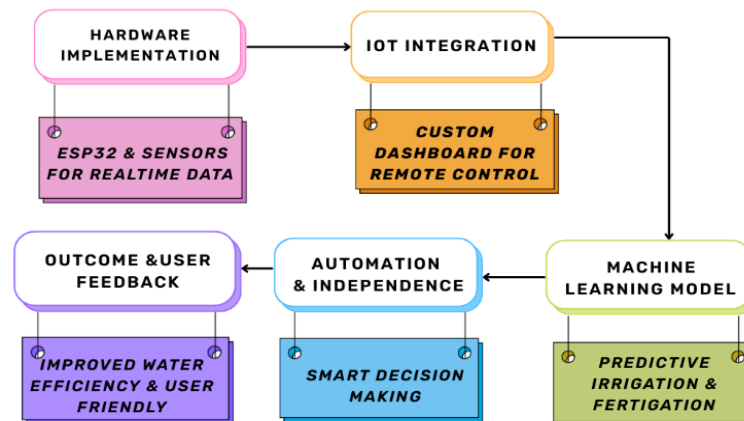 HARDWARE
IMPLEMENTATION
IOT INTEGRATION
ESP32 & SENSORS
FOR REALTIME DATA
CUSTOM
DASHBOARD FOR
REMOTE CONTROL
OUTCOME &USER
FEEDBACK
AUTOMATION
& INDEPENDENCE
MACHINE
LEARNING MODEL
IMPROVED WATER
EFFICIENCY & USER
FRIENDLY
SMART DECISION
MAKING
PREDICTIVE
IRRIGATION &
FERTIGATION